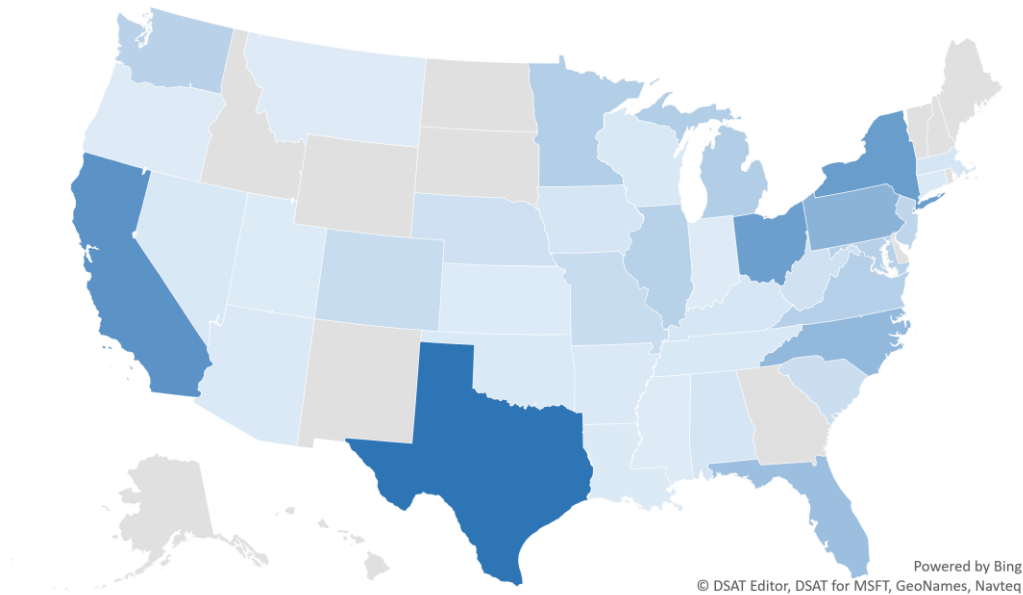 Powered by Bing
© DSAT Editor, DSAT for MSFT, GeoNames, Navteq